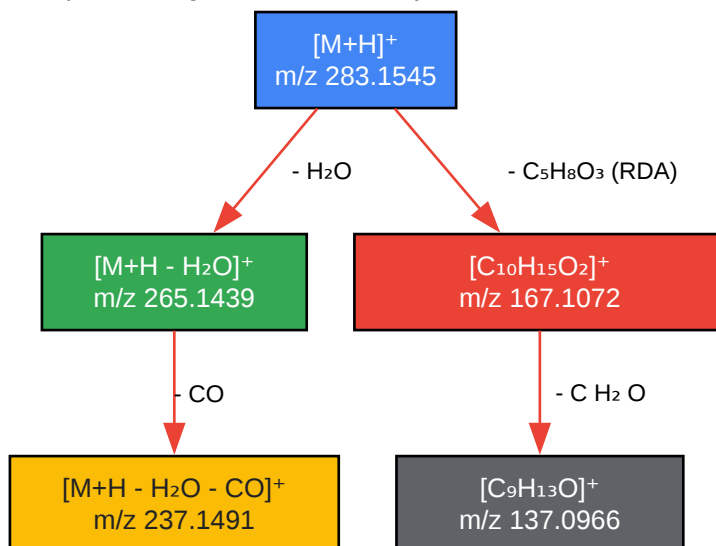 [M+H]⁺
m/z 283.1545
- H₂O
- C₅H₈O₃ (RDA)
[M+H - H₂O]⁺
m/z 265.1439
[C₁₀H₁₅O₂]⁺
m/z 167.1072
- CO
- C H₂ O
[M+H - H₂O - CO]⁺
m/z 237.1491
[C₉H₁₃O]⁺
m/z 137.0966